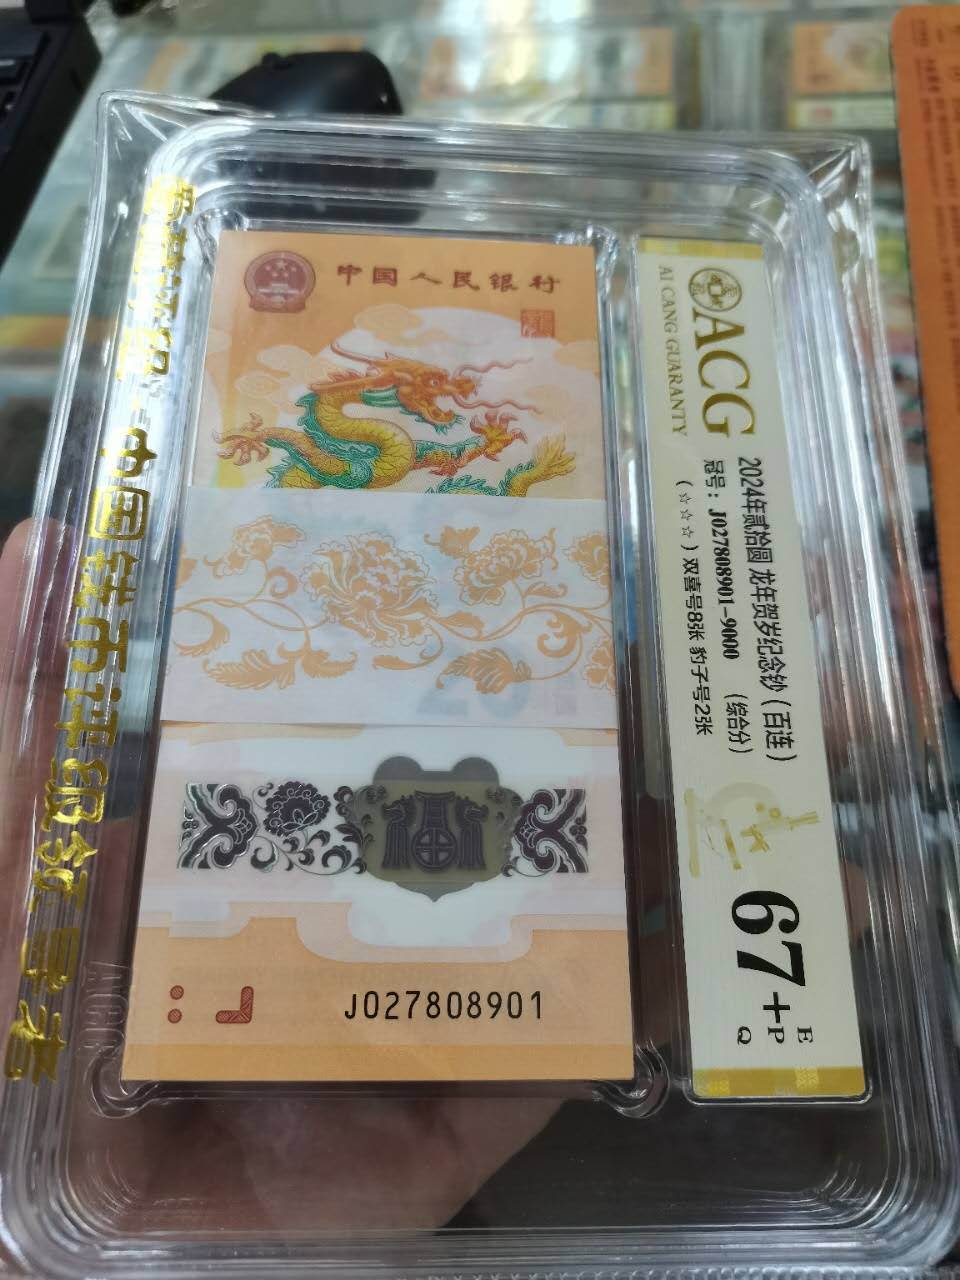 中国人民银行
J027808901
ACG
AI CANG GUARANTY
2024年贰拾圆 龙年贺岁纪念钞（百连）
冠号：J027808901-9000 （综合分）
（☆☆☆）双喜号8张 豹子号2张
67+
E
P
Q
中国钱币评级领导者